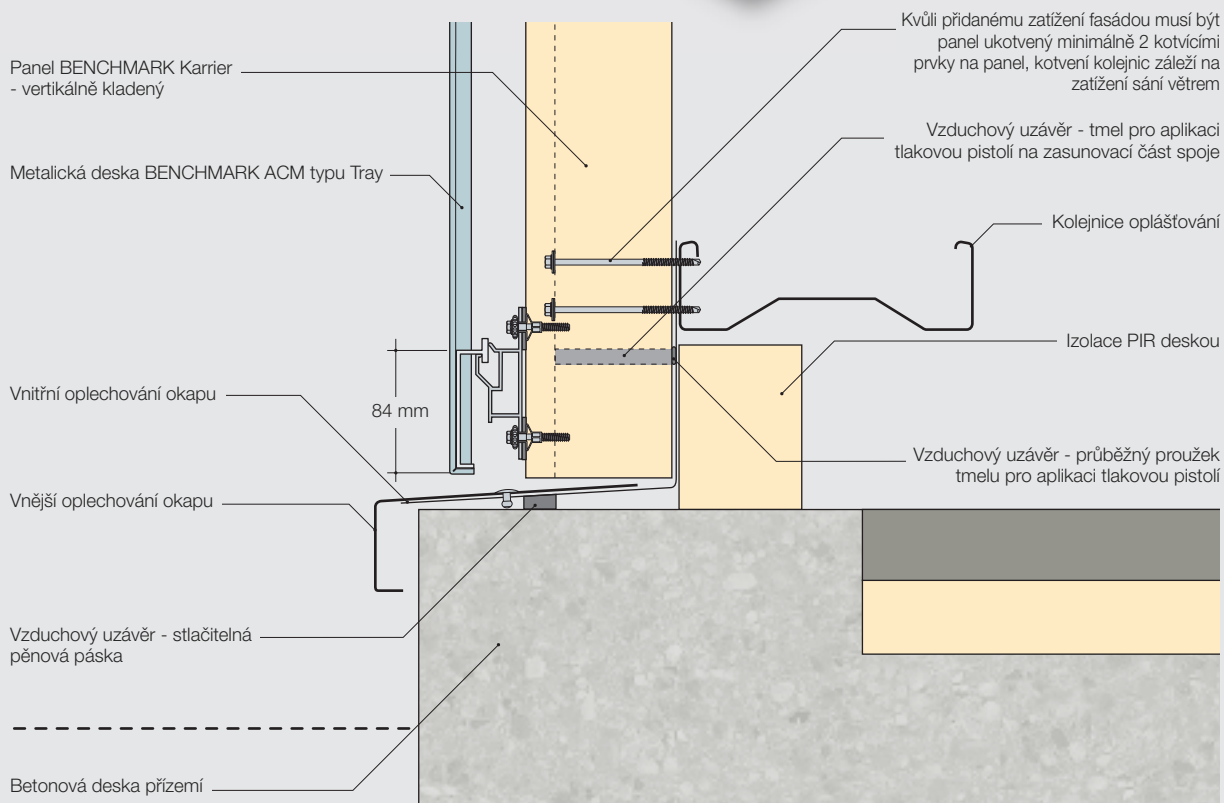 Panel BENCHMARK Karrier
- vertikálně kladený
Metalická deska BENCHMARK ACM typu Tray
84 mm
Vnitřní oplechování okapu
Vnější oplechování okapu
Vzduchový uzávěr - stlačitelná
pěnová páska
Betonová deska přízemí
Kvůli přidanému zatížení fasádou musí být
panel ukotvený minimálně 2 kotvícími
prvky na panel, kotvení kolejnic záleží na
zatížení sání větrem
Vzduchový uzávěr - tmel pro aplikaci
tlakovou pistolí na zasunovací část spoje
Kolejnice oplášťování
Izolace PIR deskou
Vzduchový uzávěr - průběžný proužek
tmelu pro aplikaci tlakovou pistolí